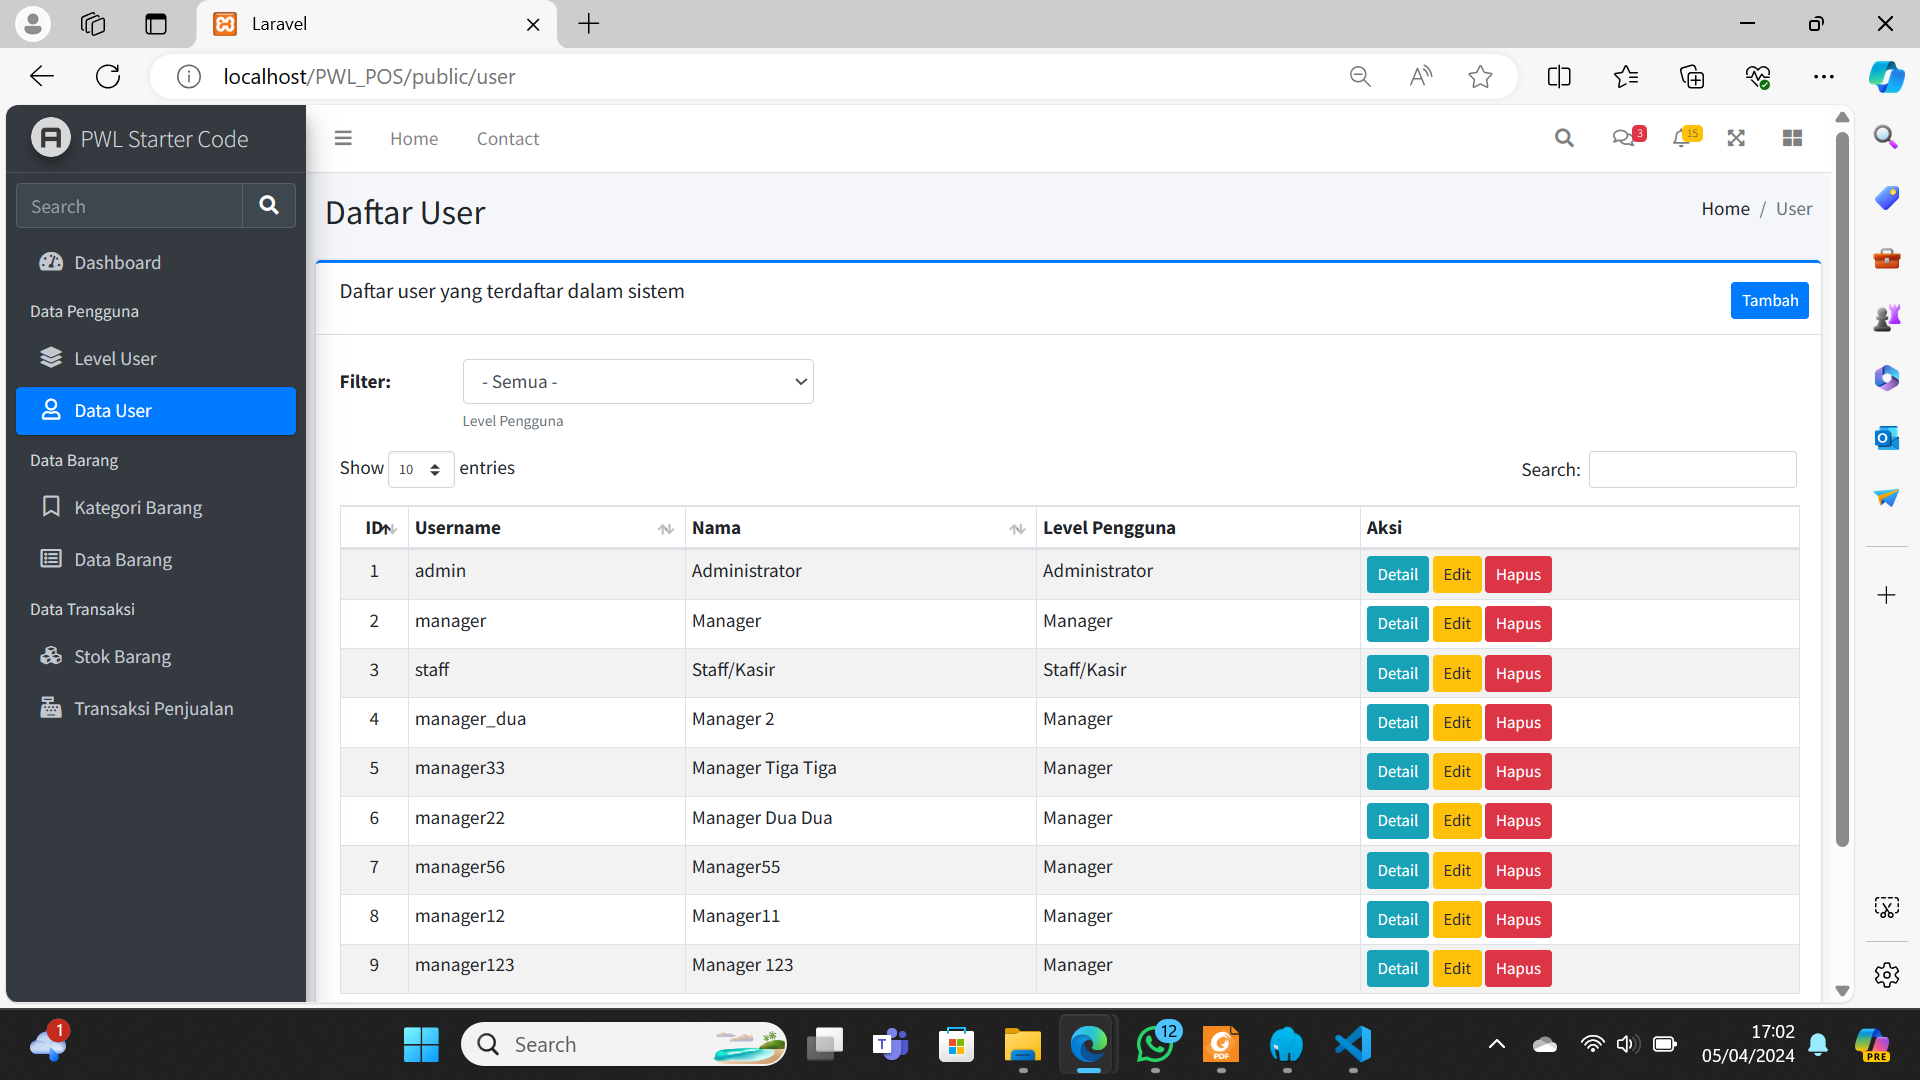 Laravel
localhost/PWL_POS/public/user
PWL Starter Code
Home Contact
3
15
Search
Daftar User
Home / User
Dashboard
Data Pengguna
Level User
Data User
Data Barang
Kategori Barang
Data Barang
Data Transaksi
Stok Barang
Transaksi Penjualan
Daftar user yang terdaftar dalam sistem
Tambah
Filter:
- Semua -
Level Pengguna
Show 10 entries
Search:
ID Username Nama Level Pengguna Aksi
1 admin Administrator Administrator Detail Edit Hapus
2 manager Manager Manager Detail Edit Hapus
3 staff Staff/Kasir Staff/Kasir Detail Edit Hapus
4 manager_dua Manager 2 Manager Detail Edit Hapus
5 manager33 Manager Tiga Tiga Manager Detail Edit Hapus
6 manager22 Manager Dua Dua Manager Detail Edit Hapus
7 manager56 Manager55 Manager Detail Edit Hapus
8 manager12 Manager11 Manager Detail Edit Hapus
9 manager123 Manager 123 Manager Detail Edit Hapus
1
Search
T
12
PDF
17:02
05/04/2024
PRE